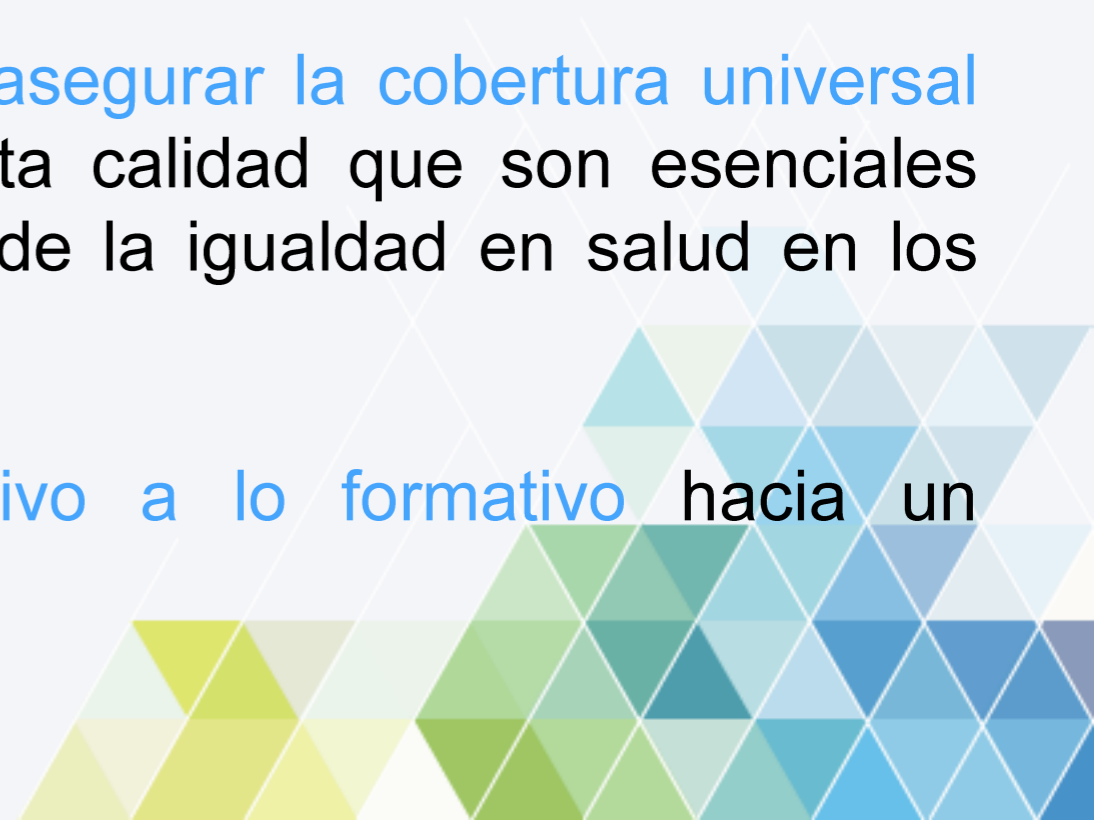 asegurar la cobertura universal
ta calidad que son esenciales
de la igualdad en salud en los
ivo a lo formativo hacia un